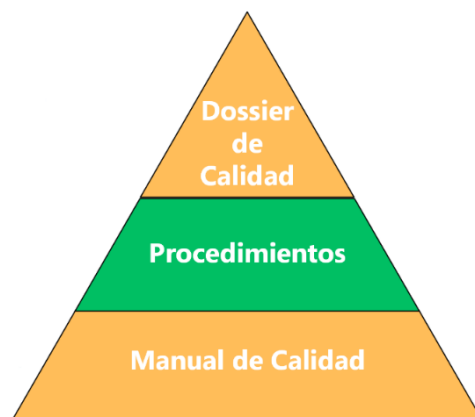 Dossier
de
Calidad
Procedimientos
Manual de Calidad